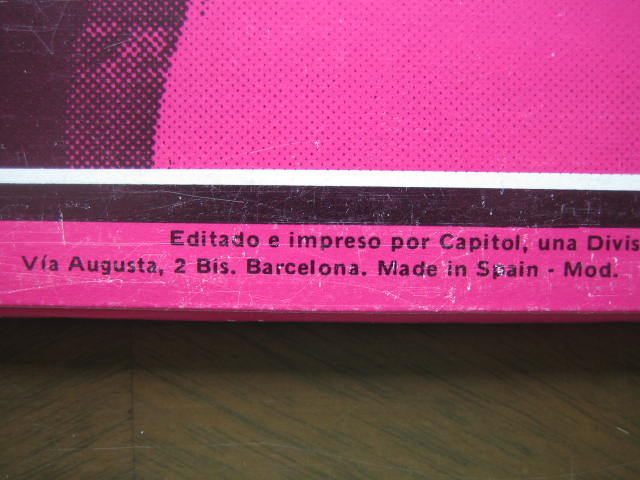 Editado e impreso por Capitol, una Divis
Vía Augusta, 2 Bis. Barcelona. Made in Spain - Mod.